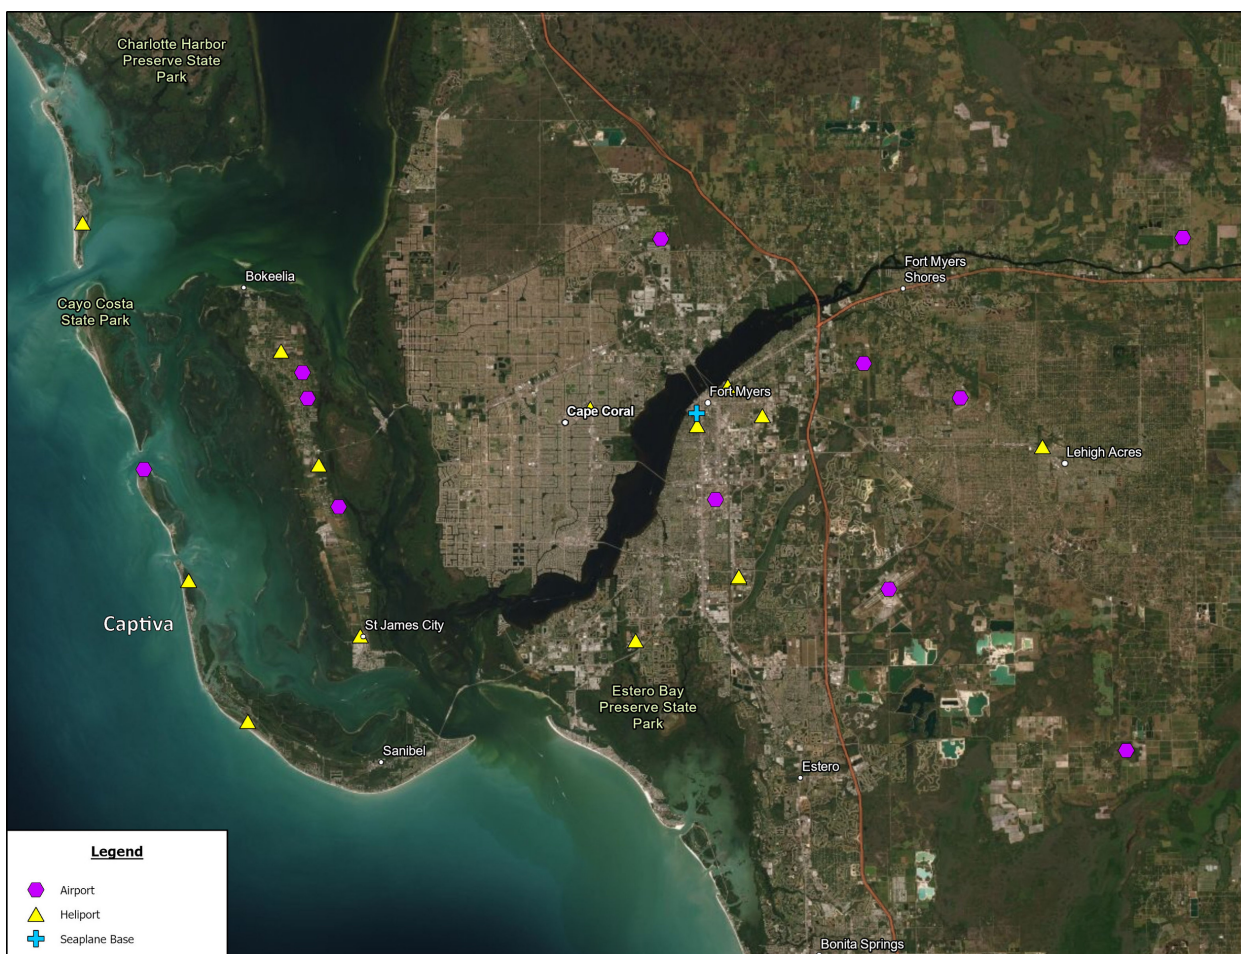 Charlotte Harbor
Preserve State
Park
Bokeelia
Fort Myers
Shores
Cayo Costa
State Park
Fort Myers
Cape Coral
Lehigh Acres
Captiva
St James City
Estero Bay
Preserve State
Park
Sanibel
Estero
Bonita Springs
Legend
Airport
Heliport
Seaplane Base